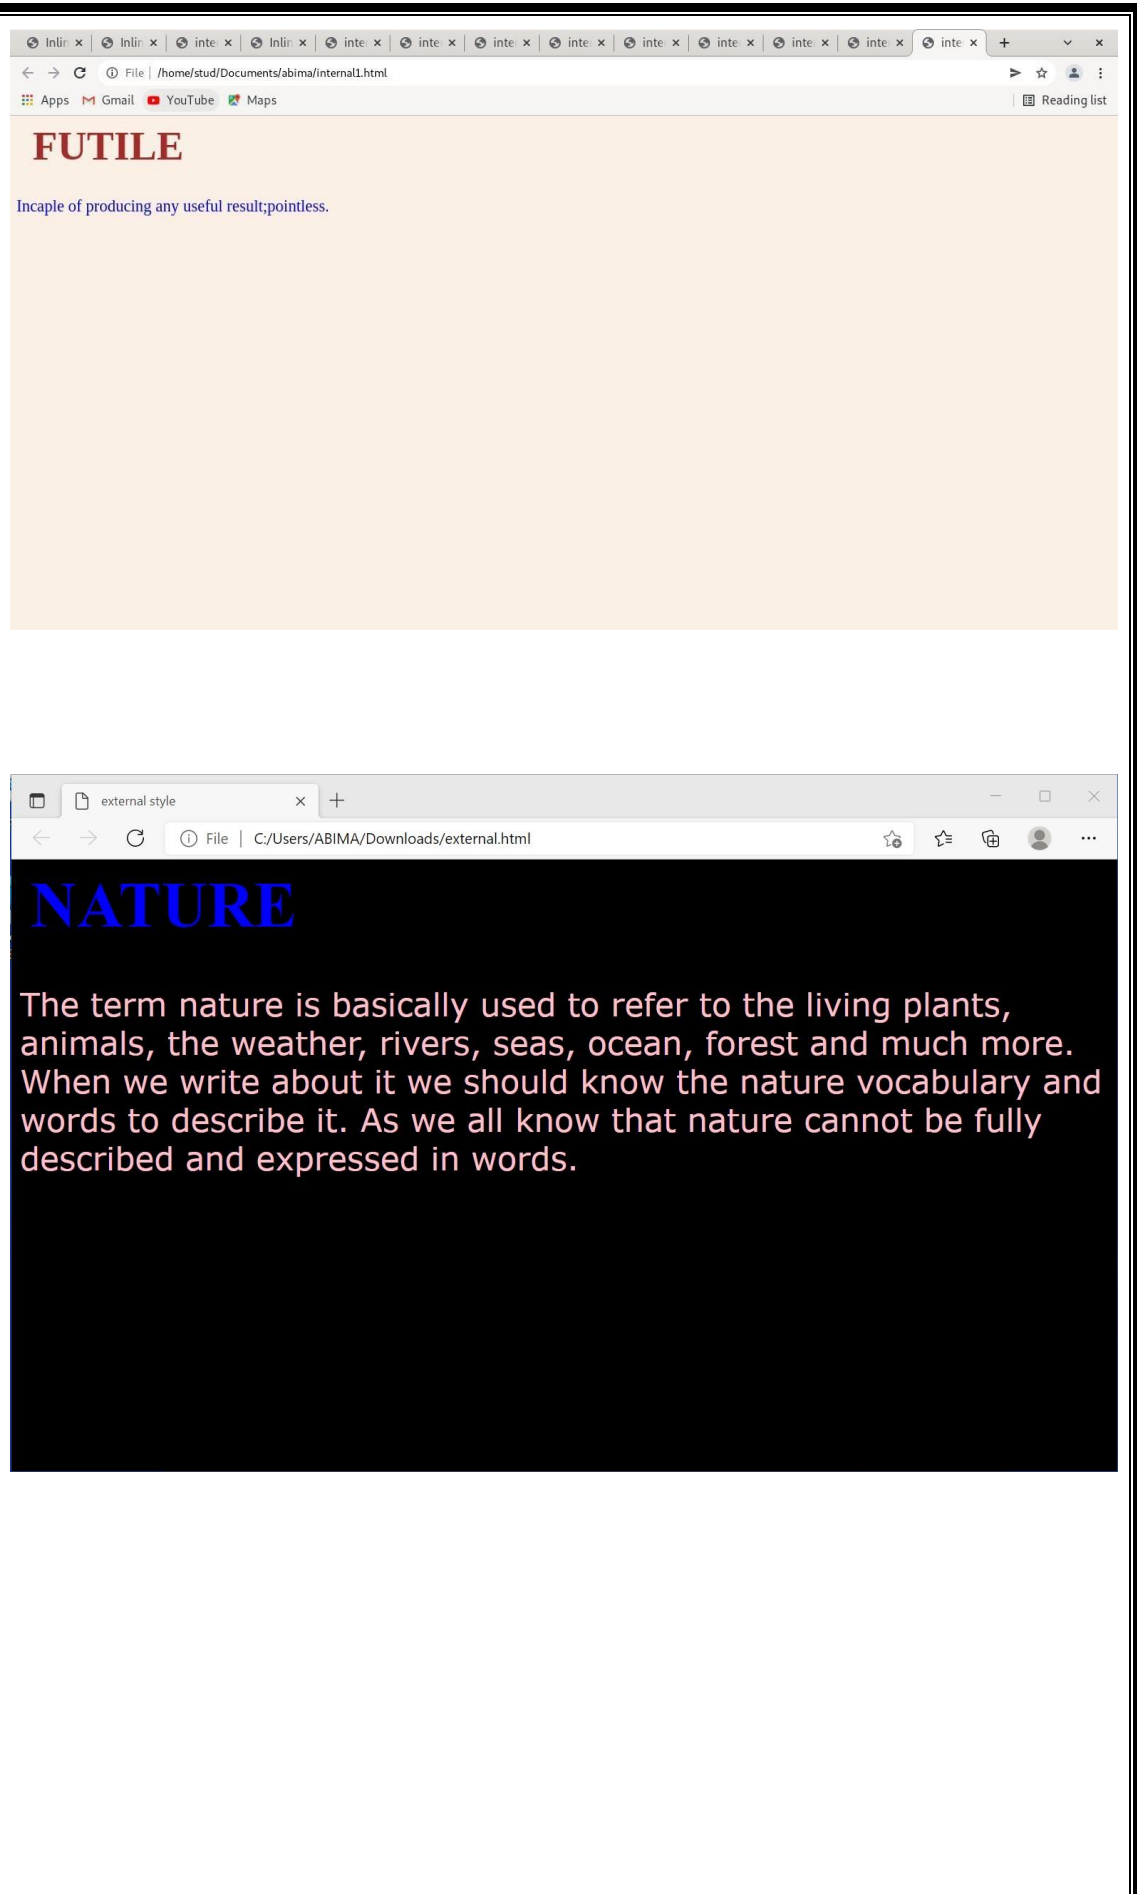 Inlin Inlin inte Inlin inte inte inte inte inte inte inte inte inte
File | /home/stud/Documents/abima/internal1.html
Apps Gmail YouTube Maps Reading list
FUTILE
Incaple of producing any useful result;pointless.
external style
File | C:/Users/ABIMA/Downloads/external.html
NATURE
The term nature is basically used to refer to the living plants,
animals, the weather, rivers, seas, ocean, forest and much more.
When we write about it we should know the nature vocabulary and
words to describe it. As we all know that nature cannot be fully
described and expressed in words.